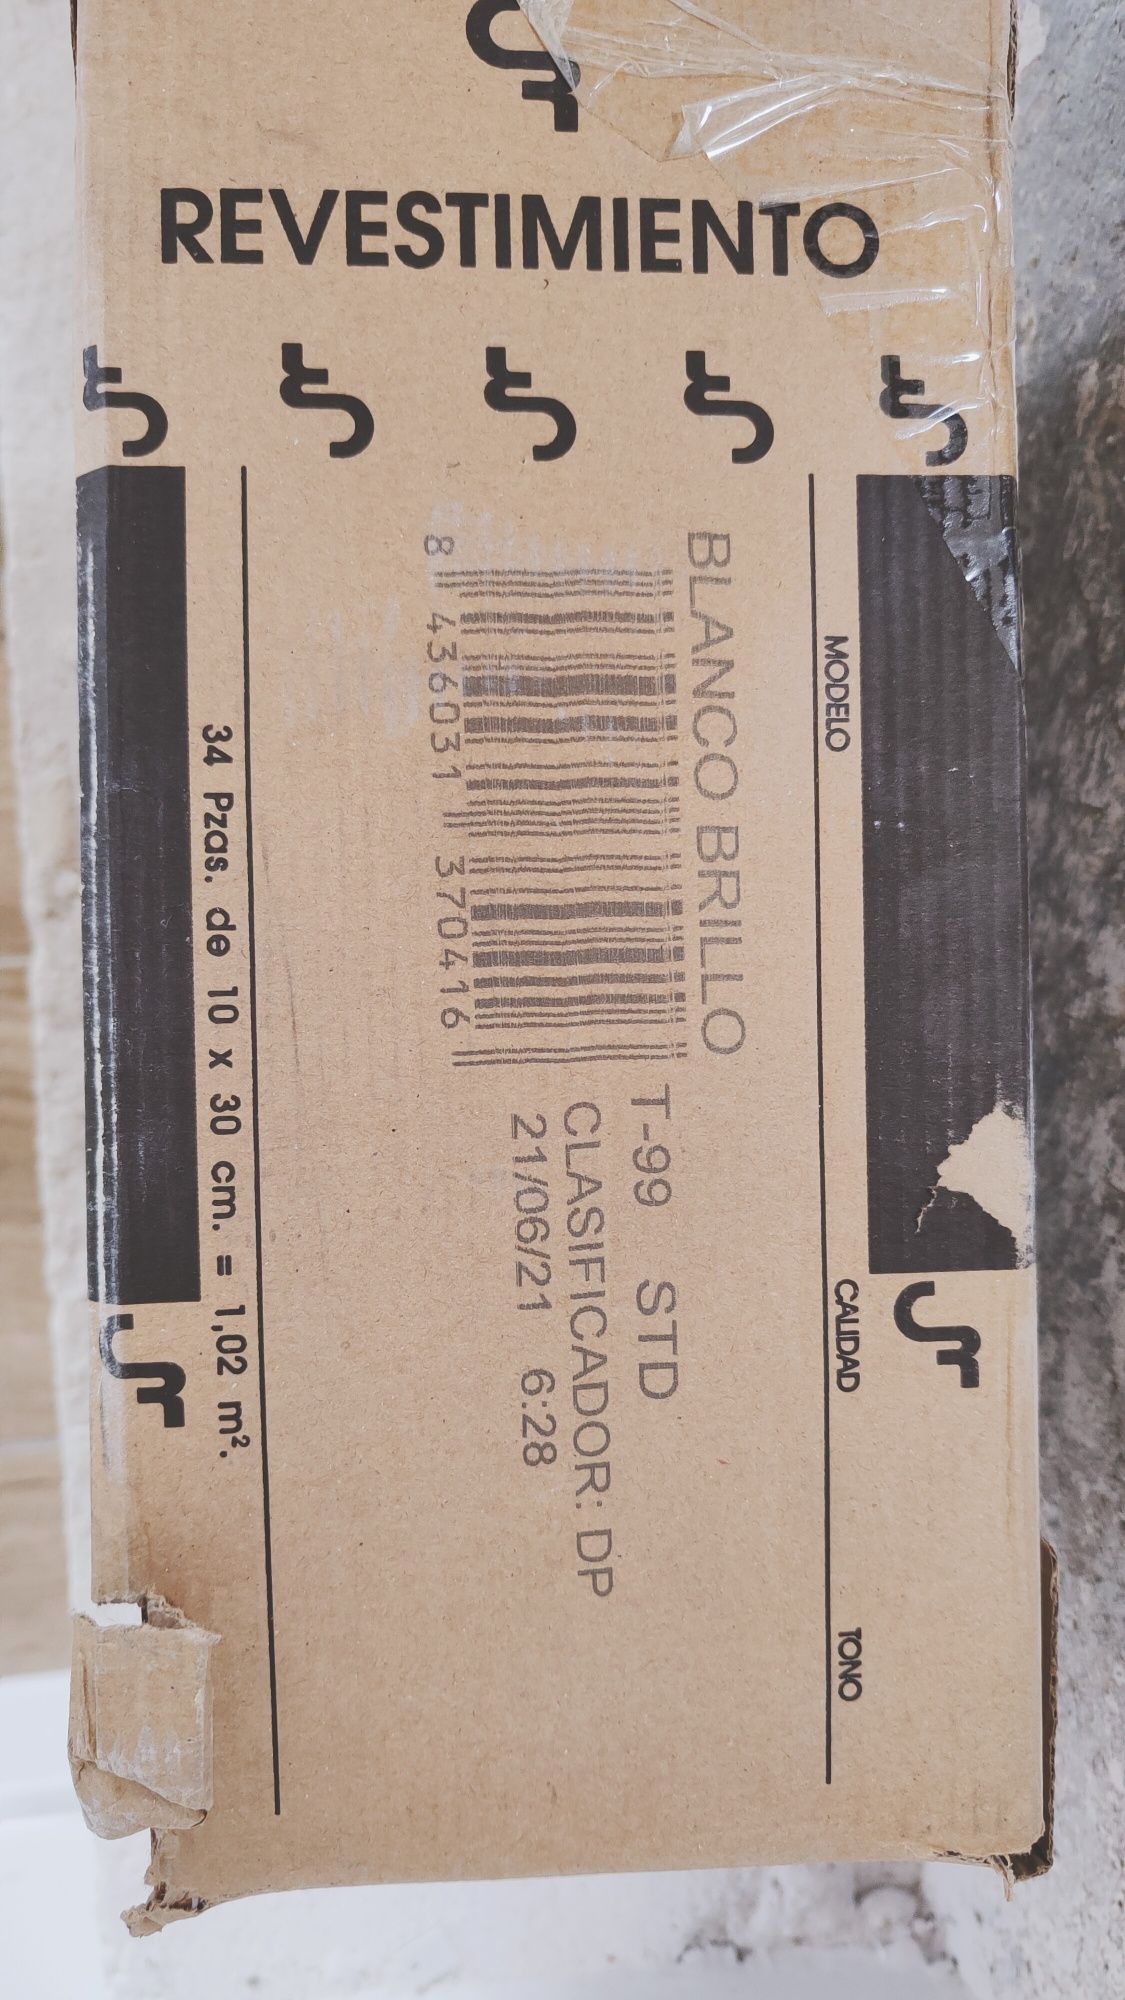 REVESTIMIENTO
MODELO CALIDAD TONO
BLANCO BRILLO
T-99 STD
CLASIFICADOR: DP
21/06/21 6:28
8 436031 370416
34 Pzas. de 10 x 30 cm. = 1,02 m².